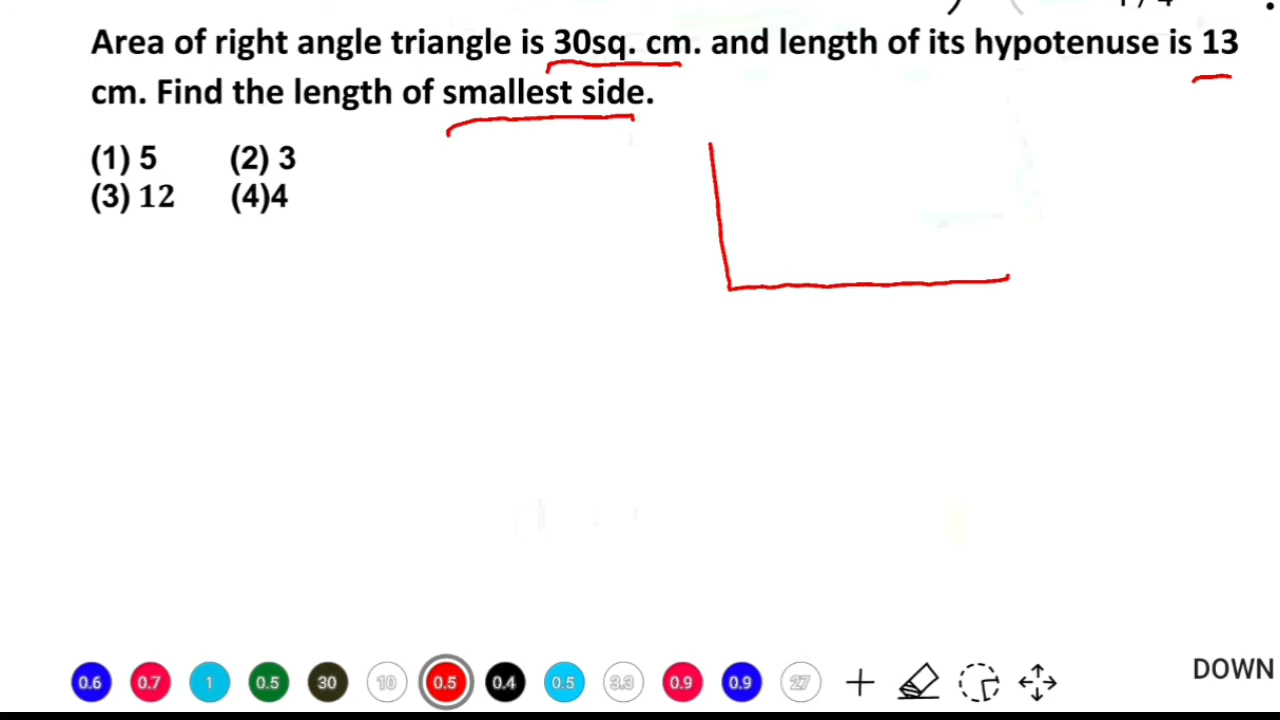 Area of right angle triangle is 30sq. cm. and length of its hypotenuse is 13
cm. Find the length of smallest side.
(1) 5 (2) 3
(3) 12 (4)4
0.6 0.7 1 0.5 30 10 0.5 0.4 0.5 3.3 0.9 0.9 27 DOWN